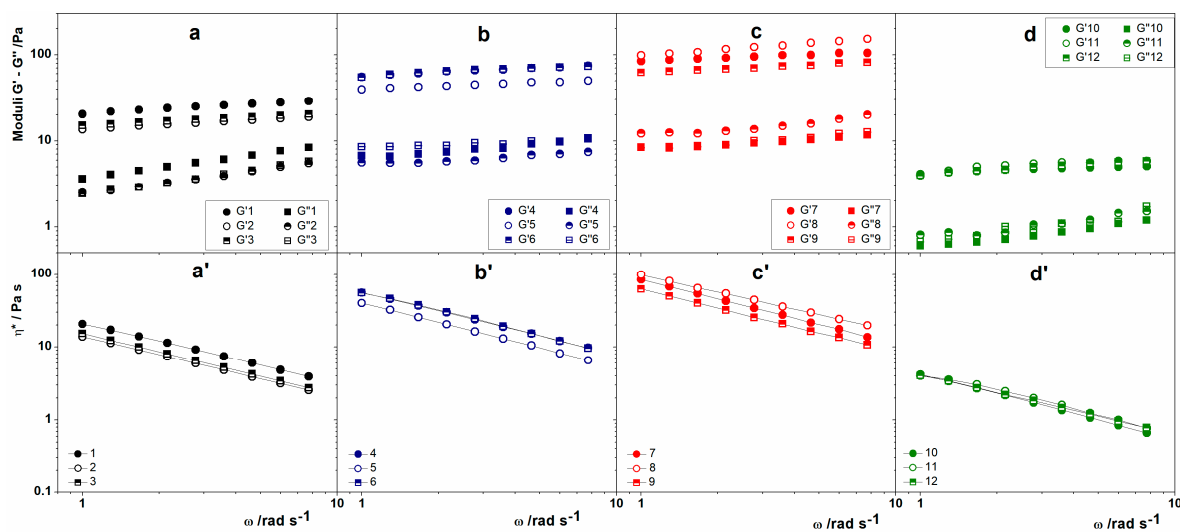 a
b
c
d
Moduli G' - G'' /Pa
100
10
1
G'1 G''1
G'2 G''2
G'3 G''3
G'4 G''4
G'5 G''5
G'6 G''6
G'7 G''7
G'8 G''8
G'9 G''9
G'10 G''10
G'11 G''11
G'12 G''12
a'
b'
c'
d'
η* / Pa s
100
10
1
0.1
1
2
3
4
5
6
7
8
9
10
11
12
1 10 1 10 1 10 1 10
ω /rad s-1 ω /rad s-1 ω /rad s-1 ω /rad s-1